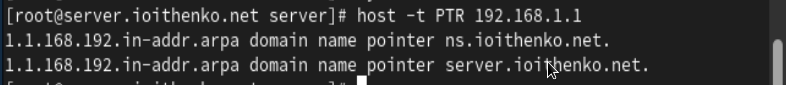 [root@server.ioithenko.net server]# host -t PTR 192.168.1.1
1.1.168.192.in-addr.arpa domain name pointer ns.ioithenko.net.
1.1.168.192.in-addr.arpa domain name pointer server.ioithenko.net.